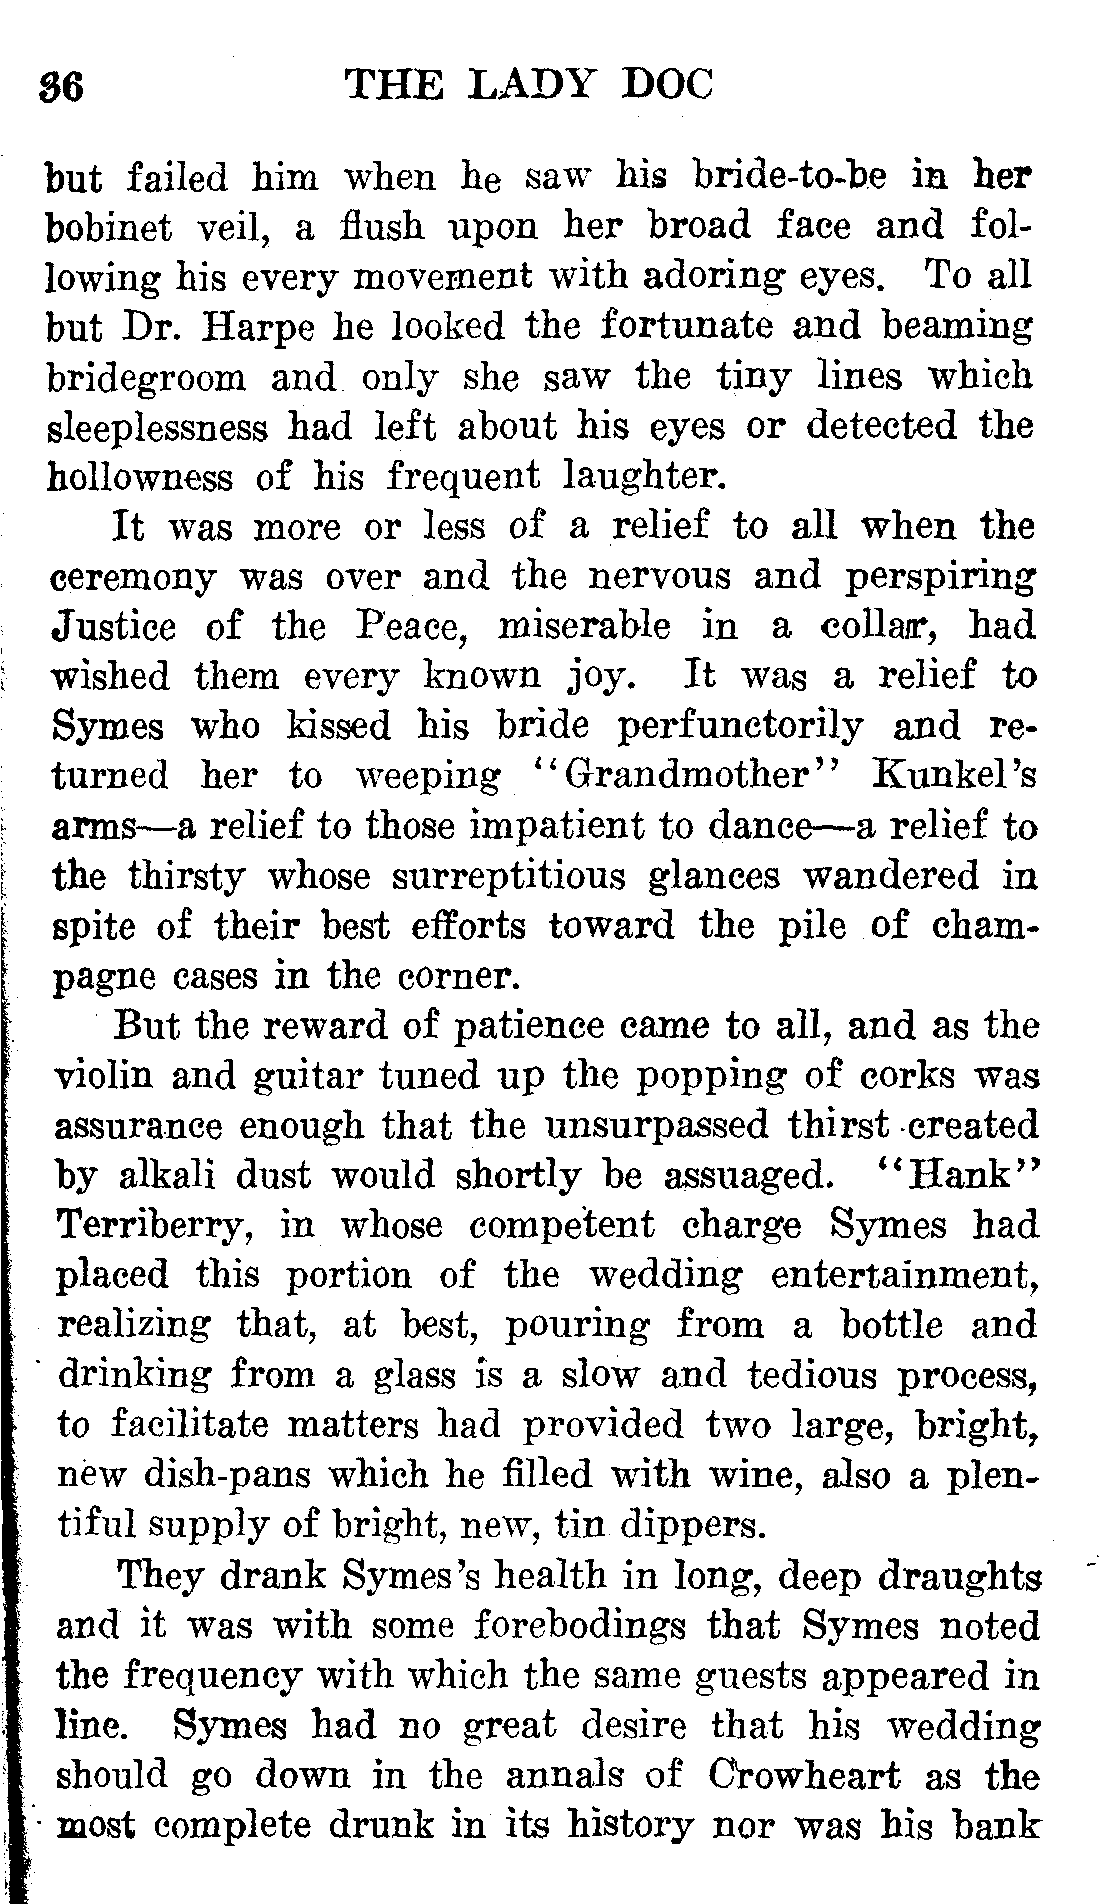 36 THE LADY DOC
but failed him when he saw his bride-to-be in her
bobinet veil, a flush upon her broad face and fol-
lowing his every movement with adoring eyes. To all
but Dr. Harpe he looked the fortunate and beaming
bridegroom and only she saw the tiny lines which
sleeplessness had left about his eyes or detected the
hollowness of his frequent laughter.
It was more or less of a relief to all when the
ceremony was over and the nervous and perspiring
Justice of the Peace, miserable in a collar, had
wished them every known joy. It was a relief to
Symes who kissed his bride perfunctorily and re-
turned her to weeping "Grandmother" Kunkel's
arms—a relief to those impatient to dance—a relief to
the thirsty whose surreptitious glances wandered in
spite of their best efforts toward the pile of cham-
pagne cases in the corner.
But the reward of patience came to all, and as the
violin and guitar tuned up the popping of corks was
assurance enough that the unsurpassed thirst created
by alkali dust would shortly be assuaged. "Hank"
Terriberry, in whose competent charge Symes had
placed this portion of the wedding entertainment,
realizing that, at best, pouring from a bottle and
drinking from a glass is a slow and tedious process,
to facilitate matters had provided two large, bright,
new dish-pans which he filled with wine, also a plen-
tiful supply of bright, new, tin dippers.
They drank Symes's health in long, deep draughts
and it was with some forebodings that Symes noted
the frequency with which the same guests appeared in
line. Symes had no great desire that his wedding
should go down in the annals of Crowheart as the
most complete drunk in its history nor was his bank